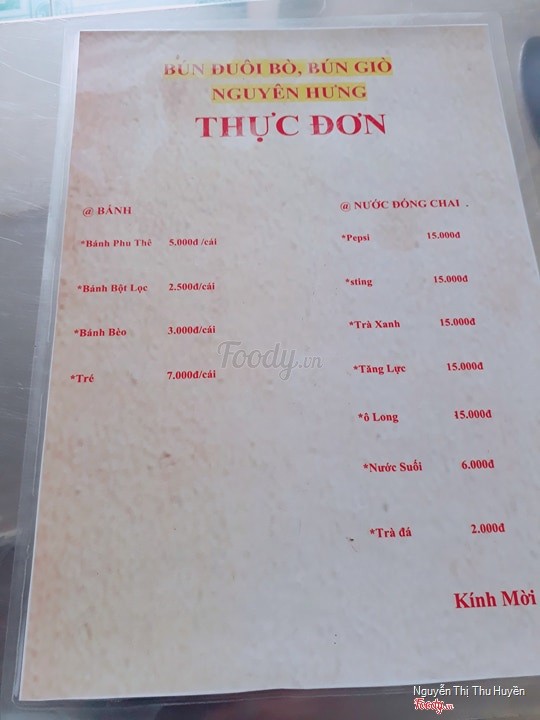 BÚN ĐUÔI BÒ, BÚN GIÒ
NGUYÊN HƯNG
THỰC ĐƠN
@ BÁNH
*Bánh Phu Thê 5.000đ /cái
*Bánh Bột Lọc 2.500đ/cái
*Bánh Bèo 3.000đ/cái
*Tré 7.000đ/cái
@ NƯỚC ĐÓNG CHAI .
*Pepsi 15.000đ
*sting 15.000đ
*Trà Xanh 15.000đ
*Tăng Lực 15.000đ
*ô Long 15.000đ
*Nước Suối 6.000đ
*Trà đá 2.000đ
Kính Mời
Foody.vn
Nguyễn Thị Thu Huyền
Foody.vn